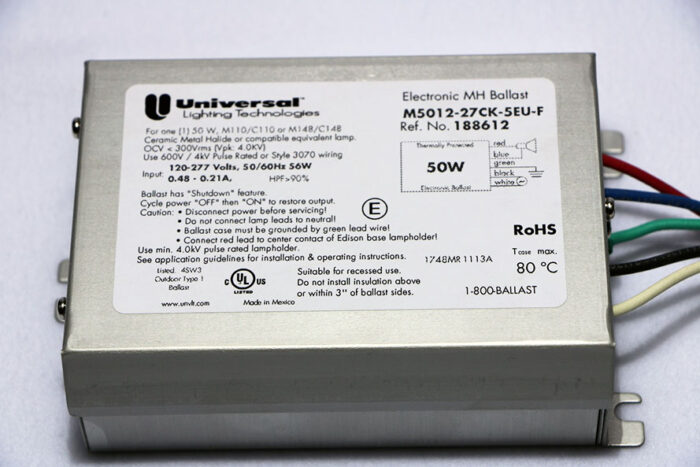 Universal
Lighting Technologies
Electronic MH Ballast
M5012-27CK-5EU-F
Ref. No. 188612
For one (1) 50 W, M110/C110 or M148/C148
Ceramic Metal Halide or compatible equivalent lamp.
OCV < 300Vrms (Vpk: 4.0KV)
Use 600V / 4kV Pulse Rated or Style 3070 wiring
Input: 120-277 Volts, 50/60Hz 56W
0.48 - 0.21A, HPF>90%
Thermally Protected
50W
Electronic Ballast
red
blue
green
black
white
Ballast has "Shutdown" feature.
Cycle power "OFF" then "ON" to restore output.
Caution: • Disconnect power before servicing!
• Do not connect lamp leads to neutral!
• Ballast case must be grounded by green lead wire!
• Connect red lead to center contact of Edison base lampholder!
Use min. 4.0kV pulse rated lampholder.
See application guidelines for installation & operating instructions.
E
1748MR1113A
RoHS
Tcase max.
80 °C
Listed 4SW3
Outdoor Type 1
Ballast
c UL US
LISTED
Suitable for recessed use.
Do not install insulation above
or within 3" of ballast sides.
1-800-BALLAST
www.unvlt.com
Made in Mexico